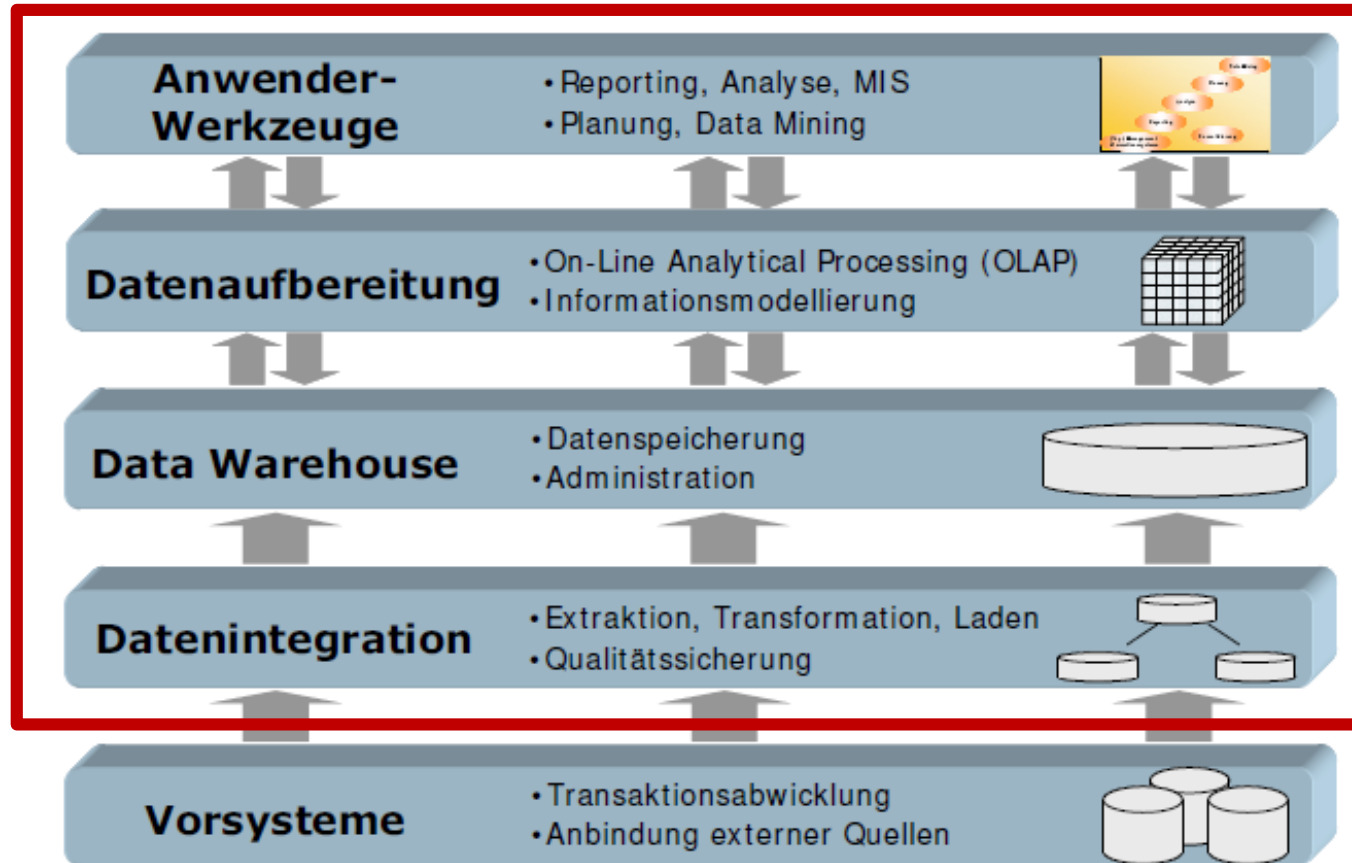 Anwender-
Werkzeuge
•Reporting, Analyse, MIS
•Planung, Data Mining
Datenaufbereitung
•On-Line Analytical Processing (OLAP)
•Informationsmodellierung
Data Warehouse
•Datenspeicherung
•Administration
Datenintegration
•Extraktion, Transformation, Laden
•Qualitätssicherung
Vorsysteme
•Transaktionsabwicklung
•Anbindung externer Quellen